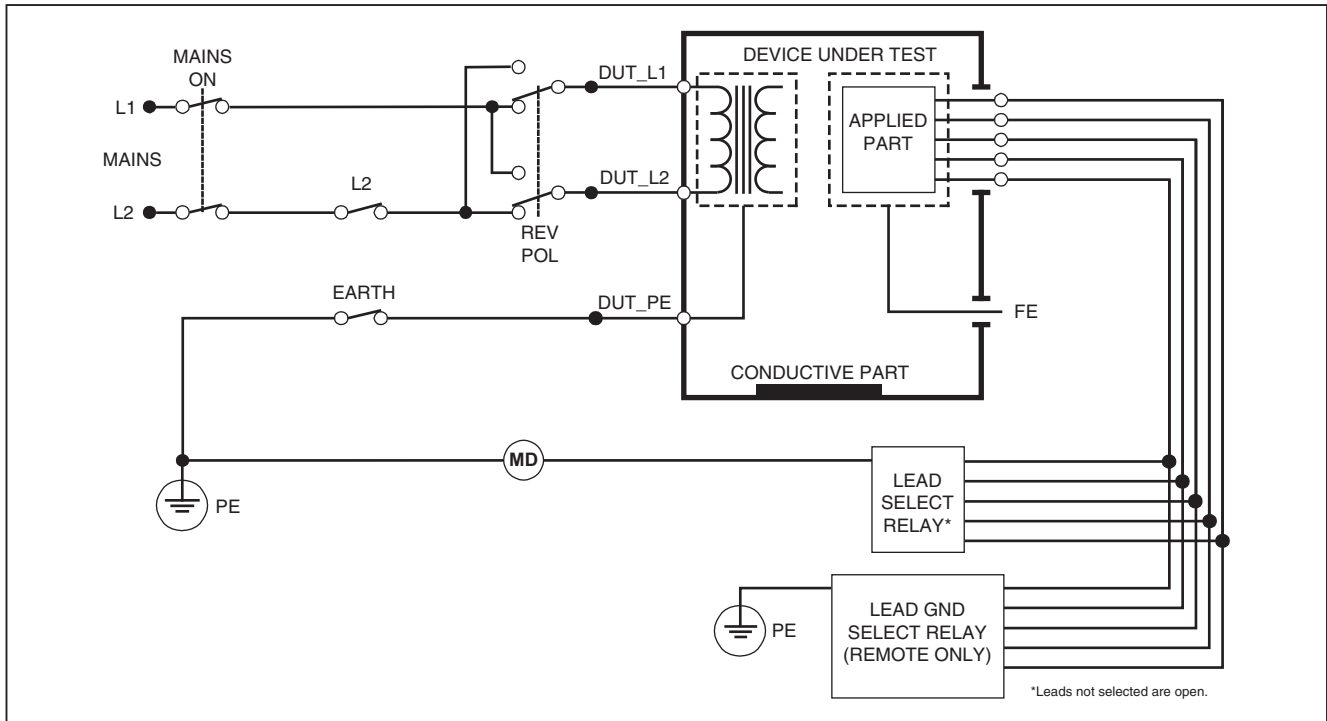 MAINS
ON
L1
MAINS
L2
L2
REV
POL
DUT_L1
DUT_L2
EARTH
DUT_PE
DEVICE UNDER TEST
APPLIED
PART
FE
CONDUCTIVE PART
MD
PE
LEAD
SELECT
RELAY*
PE
LEAD GND
SELECT RELAY
(REMOTE ONLY)
*Leads not selected are open.